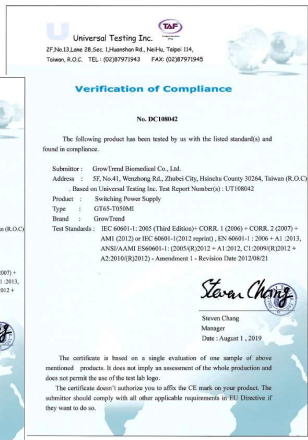 TAF
Universal Testing Inc.
2F,No.13,Lane 28,Sec. 1,Huanshan Rd., NeiHu, Taipei 114,
Taiwan, R.O.C. TEL : (02)87971943 FAX: (02)87971945
Verification of Compliance
No. DC108042
The following product has been tested by us with the listed standard(s) and
found in compliance.
Submittor : GrowTrend Biomedical Co., Ltd.
Address : 5F, No.41, Wenzhong Rd., Zhubei City, Hsinchu County 30264, Taiwan (R.O.C)
. Based on Universal Testing Inc. Test Report Number(s) : UT108042
Product : Switching Power Supply
Type : GT65-T050MI
Brand : GrowTrend
Test Standards : IEC 60601-1: 2005 (Third Edition)+ CORR. 1 (2006) + CORR. 2 (2007) +
AM1 (2012) or IEC 60601-1(2012 reprint) , EN 60601-1 : 2006 + A1 :2013,
ANSI/AAMI ES60601-1: (2005/(R)2012 + A1:2012, C1:2009/(R)2012 +
A2:2010/(R)2012) - Amendment 1 - Revision Date 2012/08/21
Steven Chang
Steven Chang
Manager
Date : August 1 , 2019
The certificate is based on a single evaluation of one sample of above
mentioned products. It does not imply an assessment of the whole production and
does not permit the use of the test lab logo.
The certificate doesn't authorize you to affix the CE mark on your product. The
submittor should comply with all other applicable requirements in EU Directive if
they want to do so.
n (R.O.C)
2007) +
1 :2013,
2012 +